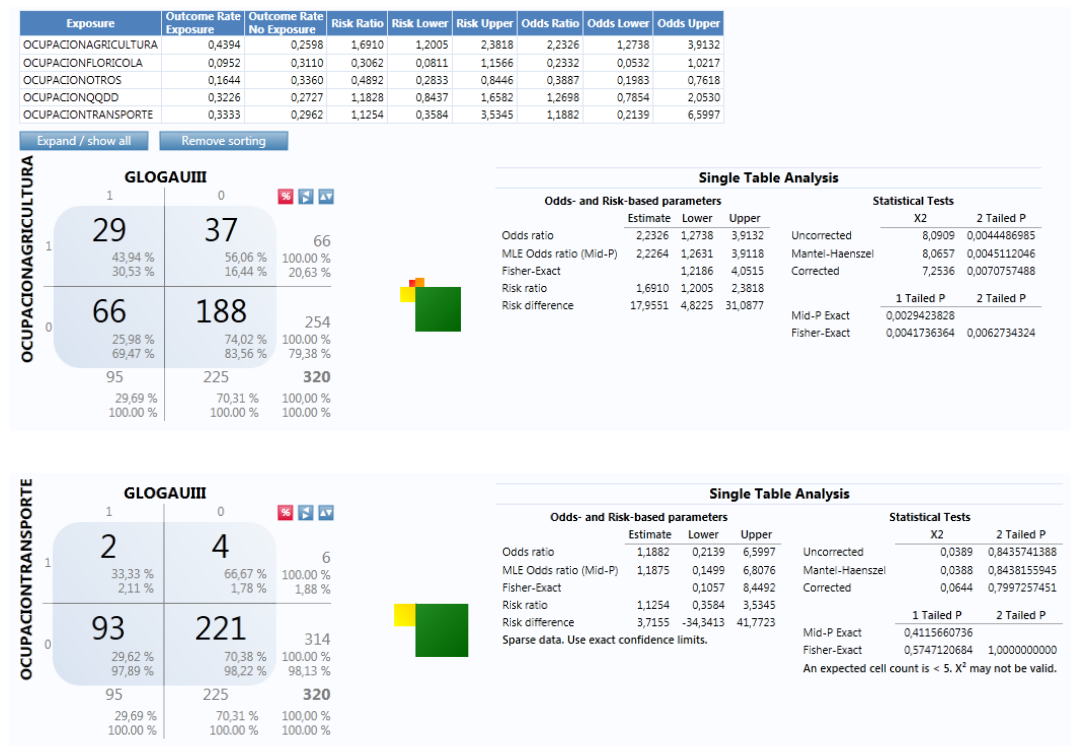 Exposure Outcome Rate Exposure Outcome Rate No Exposure Risk Ratio Risk Lower Risk Upper Odds Ratio Odds Lower Odds Upper
OCUPACIONAGRICULTURA 0,4394 0,2598 1,6910 1,2005 2,3818 2,2326 1,2738 3,9132
OCUPACIONFLORICOLA 0,0952 0,3110 0,3062 0,0811 1,1566 0,2332 0,0532 1,0217
OCUPACIONOTROS 0,1644 0,3360 0,4892 0,2833 0,8446 0,3887 0,1983 0,7618
OCUPACIONQQDD 0,3226 0,2727 1,1828 0,8437 1,6582 1,2698 0,7854 2,0530
OCUPACIONTRANSPORTE 0,3333 0,2962 1,1254 0,3584 3,5345 1,1882 0,2139 6,5997
Expand / show all Remove sorting
OCUPACIONAGRICULTURA
GLOGAUIII
1 0 %
1 29 37 66
43,94 % 56,06 % 100.00 %
30,53 % 16,44 % 20,63 %
0 66 188 254
25,98 % 74,02 % 100.00 %
69,47 % 83,56 % 79,38 %
95 225 320
29,69 % 70,31 % 100,00 %
100.00 % 100.00 % 100.00 %
Single Table Analysis
Odds- and Risk-based parameters
Estimate Lower Upper
Odds ratio 2,2326 1,2738 3,9132
MLE Odds ratio (Mid-P) 2,2264 1,2631 3,9118
Fisher-Exact 1,2186 4,0515
Risk ratio 1,6910 1,2005 2,3818
Risk difference 17,9551 4,8225 31,0877
Statistical Tests
X2 2 Tailed P
Uncorrected 8,0909 0,0044486985
Mantel-Haenszel 8,0657 0,0045112046
Corrected 7,2536 0,0070757488
1 Tailed P 2 Tailed P
Mid-P Exact 0,0029423828
Fisher-Exact 0,0041736364 0,0062734324
OCUPACIONTRANSPORTE
GLOGAUIII
1 0 %
1 2 4 6
33,33 % 66,67 % 100.00 %
2,11 % 1,78 % 1,88 %
0 93 221 314
29,62 % 70,38 % 100.00 %
97,89 % 98,22 % 98,13 %
95 225 320
29,69 % 70,31 % 100,00 %
100.00 % 100.00 % 100.00 %
Single Table Analysis
Odds- and Risk-based parameters
Estimate Lower Upper
Odds ratio 1,1882 0,2139 6,5997
MLE Odds ratio (Mid-P) 1,1875 0,1499 6,8076
Fisher-Exact 0,1057 8,4492
Risk ratio 1,1254 0,3584 3,5345
Risk difference 3,7155 -34,3413 41,7723
Sparse data. Use exact confidence limits.
Statistical Tests
X2 2 Tailed P
Uncorrected 0,0389 0,8435741388
Mantel-Haenszel 0,0388 0,8438155945
Corrected 0,0644 0,7997257451
1 Tailed P 2 Tailed P
Mid-P Exact 0,4115660736
Fisher-Exact 0,5747120684 1,0000000000
An expected cell count is < 5. X² may not be valid.